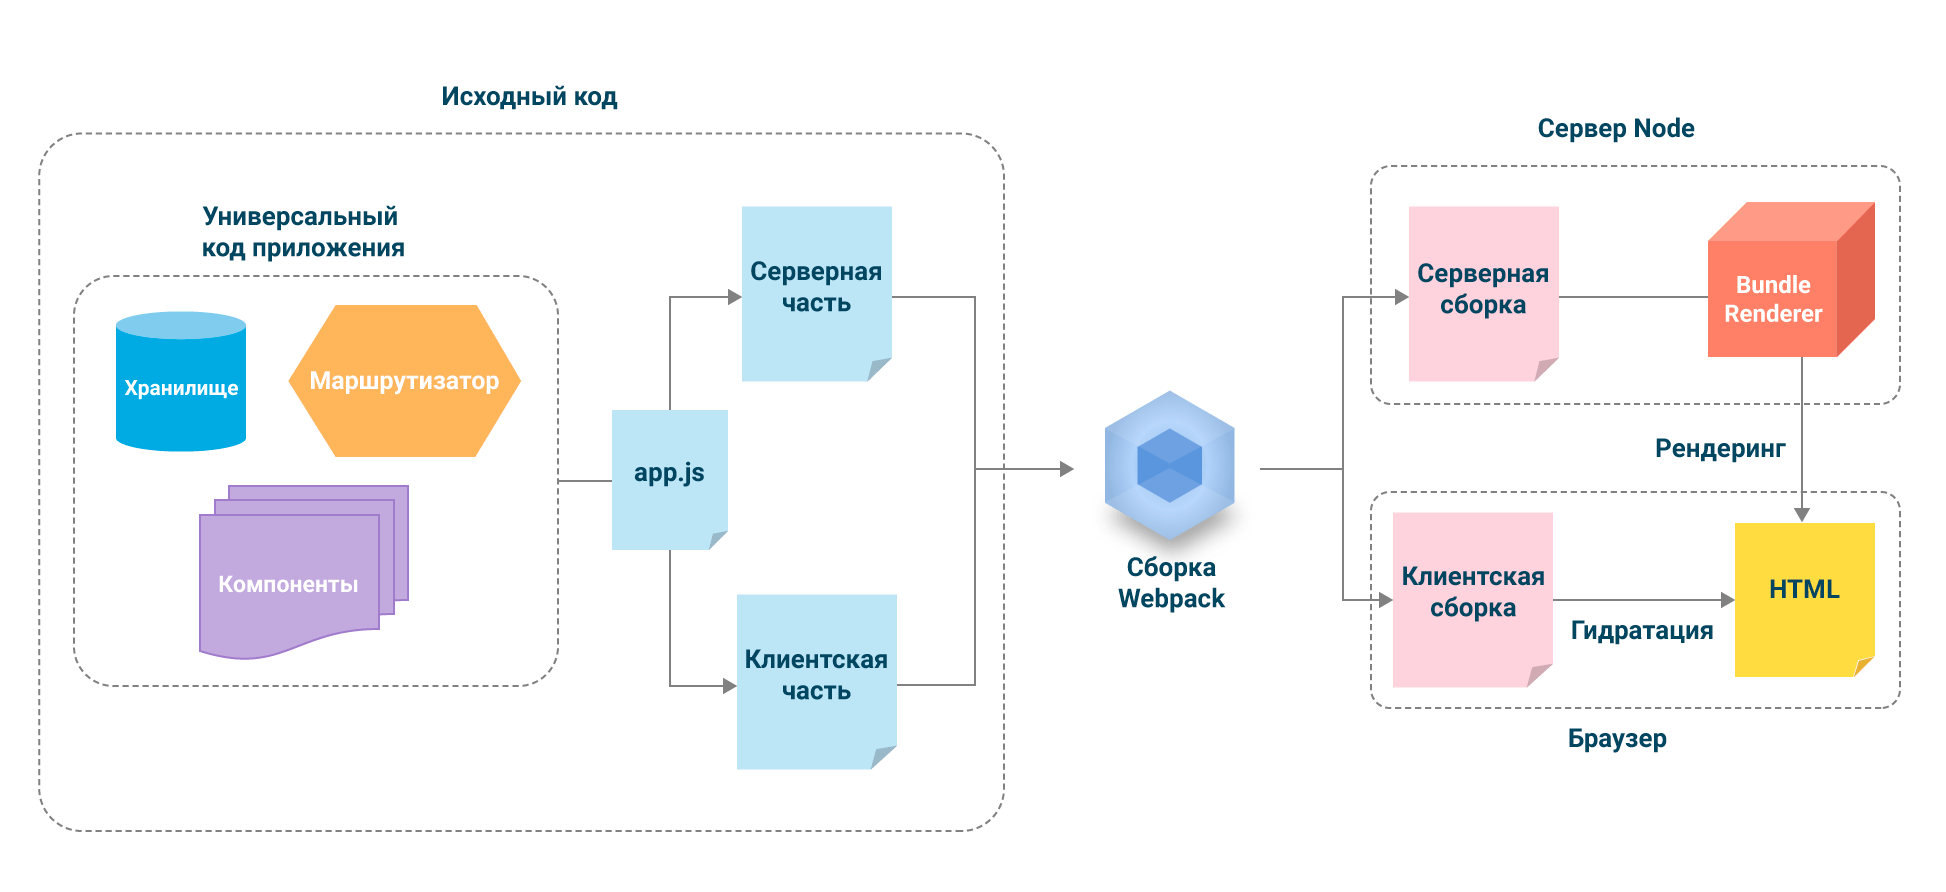 Исходный код
Универсальный
код приложения
Хранилище
Маршрутизатор
Компоненты
app.js
Серверная
часть
Клиентская
часть
Сборка
Webpack
Сервер Node
Серверная
сборка
Bundle
Renderer
Рендеринг
Клиентская
сборка
Гидратация
HTML
Браузер